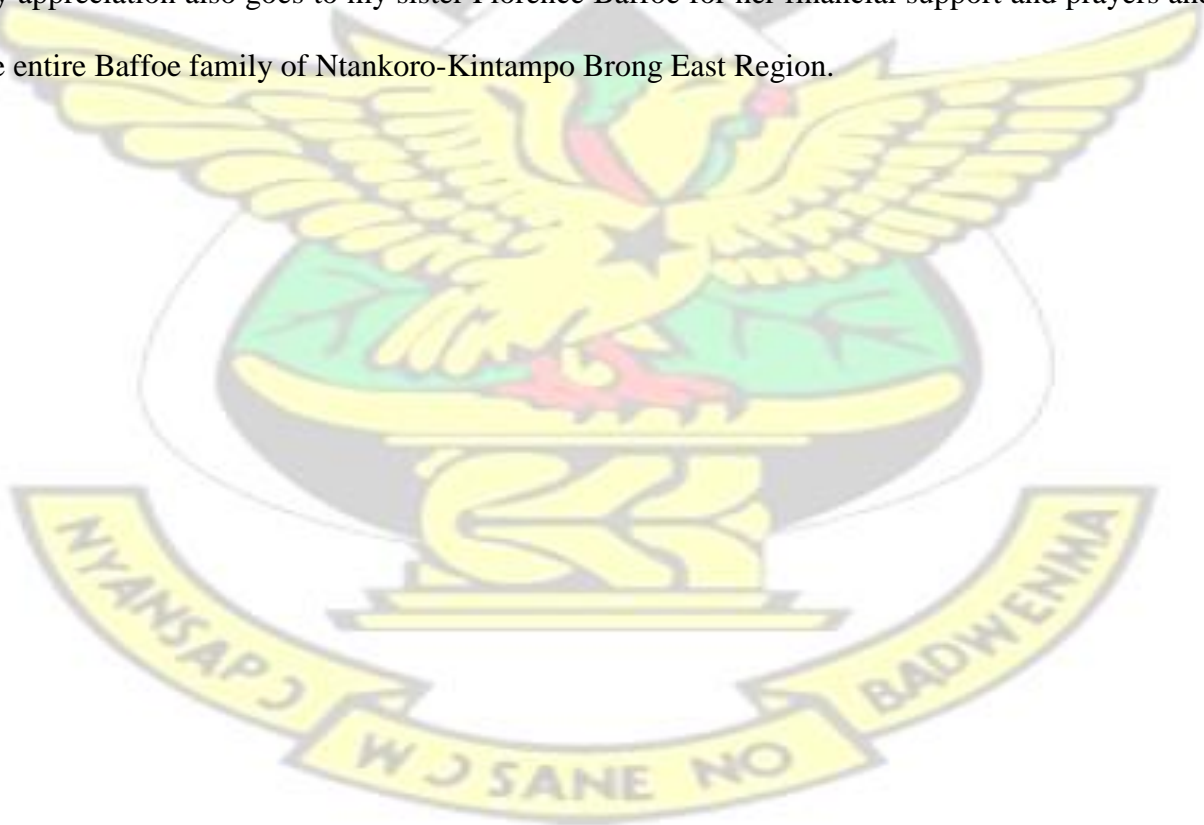 appreciation also goes to my sister Florence Baffoe for her financial support and prayers and
entire Baffoe family of Ntankoro-Kintampo Brong East Region.
NYANSAPƆ
WƆSANE NO
BADWENMA